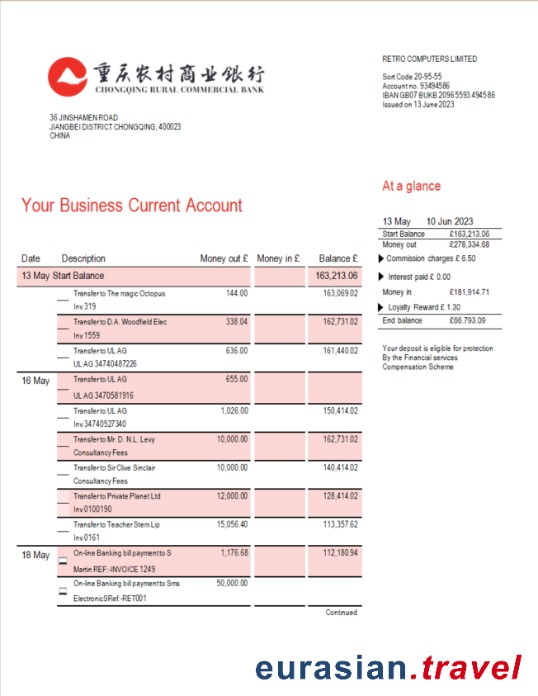 重庆农村商业银行
CHONGQING RURAL COMMERCIAL BANK
36 JINSHAMEN ROAD
JIANGBEI DISTRICT CHONGQING, 400023
CHINA
RETRO COMPUTERS LIMITED
Sort Code 20-95-55
Account no. 93494586
IBAN GB07 BUKB 2096 5593 4945 86
Issued on 13 June 2023
Your Business Current Account
Date Description Money out £ Money in £ Balance £
13 May Start Balance 163,213.06
Transfer to The magic Octopus 144.00 163,069.02
Inv 319
Transfer to D.A. Woodfield Elec 338.04 162,731.02
Inv 1559
Transfer to UL AG 636.00 161,440.02
UL AG 34740487226
16 May Transfer to UL AG 655.00
UL AG 3470581916
Transfer to UL AG 1,026.00 150,414.02
Inv 34740527340
Transfer to Mr. D. N.L. Levy 10,000.00 162,731.02
Consultancy Fees
Transfer to Sir Clive Sinclair 10,000.00 140,414.02
Consultancy Fees
Transfer to Private Planet Ltd 12,000.00 128,414.02
Inv 0100190
Transfer to Teacher Stem Lip 15,056.40 113,357.62
Inv0161
18 May On-line Banking bill payment to S 1,176.68 112,180.94
Martin REF:-INVOICE 1249
On-line Banking bill payment to Sms 50,000.00
Electronic SRef:-RET001
Continued
At a glance
13 May 10 Jun 2023
Start Balance £163,213.06
Money out £278,334.68
Commission charges £ 6.50
Interest paid £ 0.00
Money in £181,914.71
Loyalty Reward £ 1.30
End balance £66.793.09
Your deposit is eligible for protection
By the Financial services
Compensation Scheme
eurasian.travel